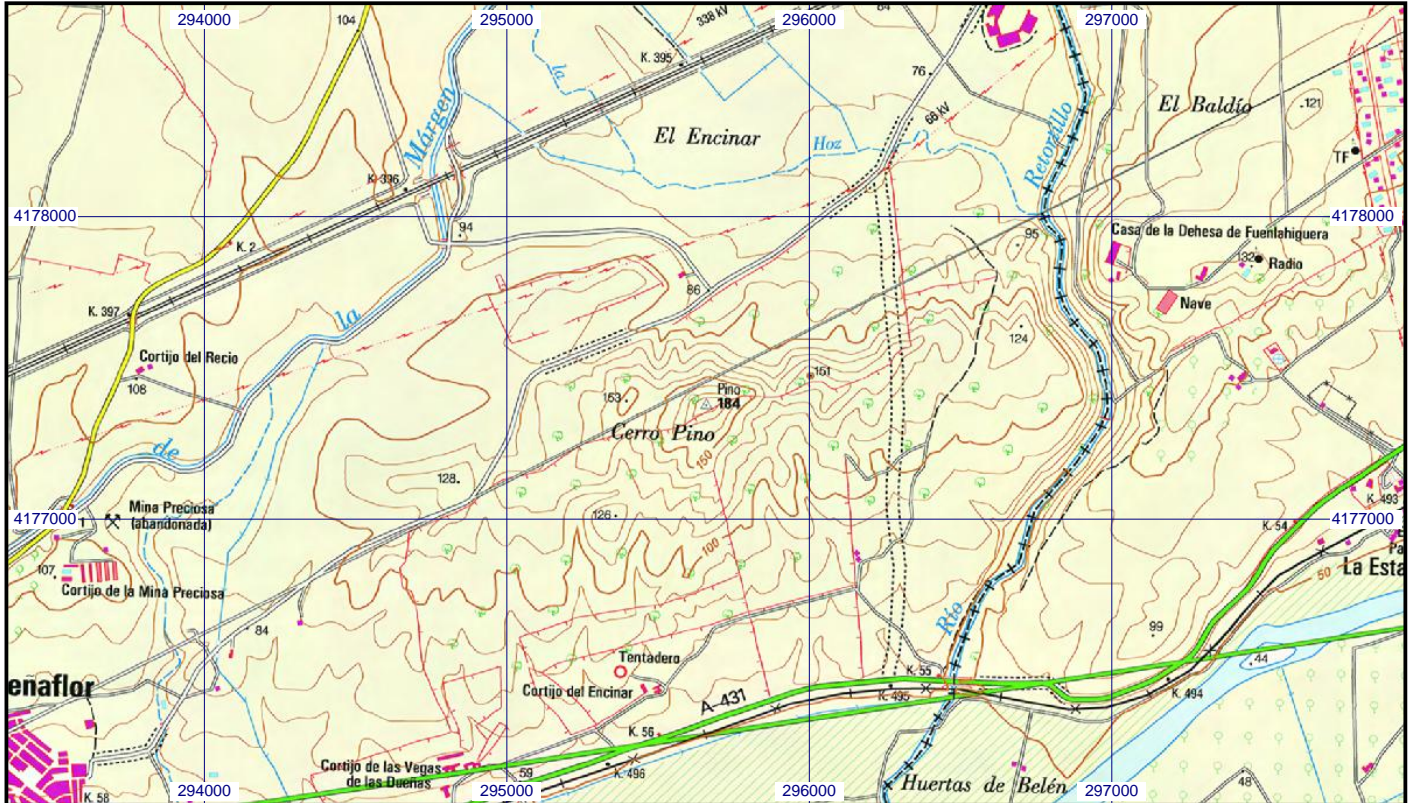 294000
295000
296000
297000
104
338 kV
84
K. 395
la
76
66 kV
Márgen
El Encinar
Hoz
Retortillo
El Baldío
121
TF
K. 396
4178000
4178000
K. 2
94
95
Casa de la Dehesa de Fuenlahiguera
132
Radio
86
Nave
K. 397
la
Cortijo del Recio
124
108
151
Pino
184
153
Cerro Pino
de
150
128
K. 493
Mina Preciosa
(abandonada)
4177000
4177000
126
K. 54
100
La Esta
50
107
Cortijo de la Mina Preciosa
84
Río
99
Tentadero
44
eñaflor
Cortijo del Encinar
K. 55
K. 495
K. 494
A-431
K. 56
Cortijo de las Vegas
de las Dueñas
59
K. 496
48
Huertas de Belén
K. 58
294000
295000
296000
297000